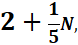 2 + 1/5 N,